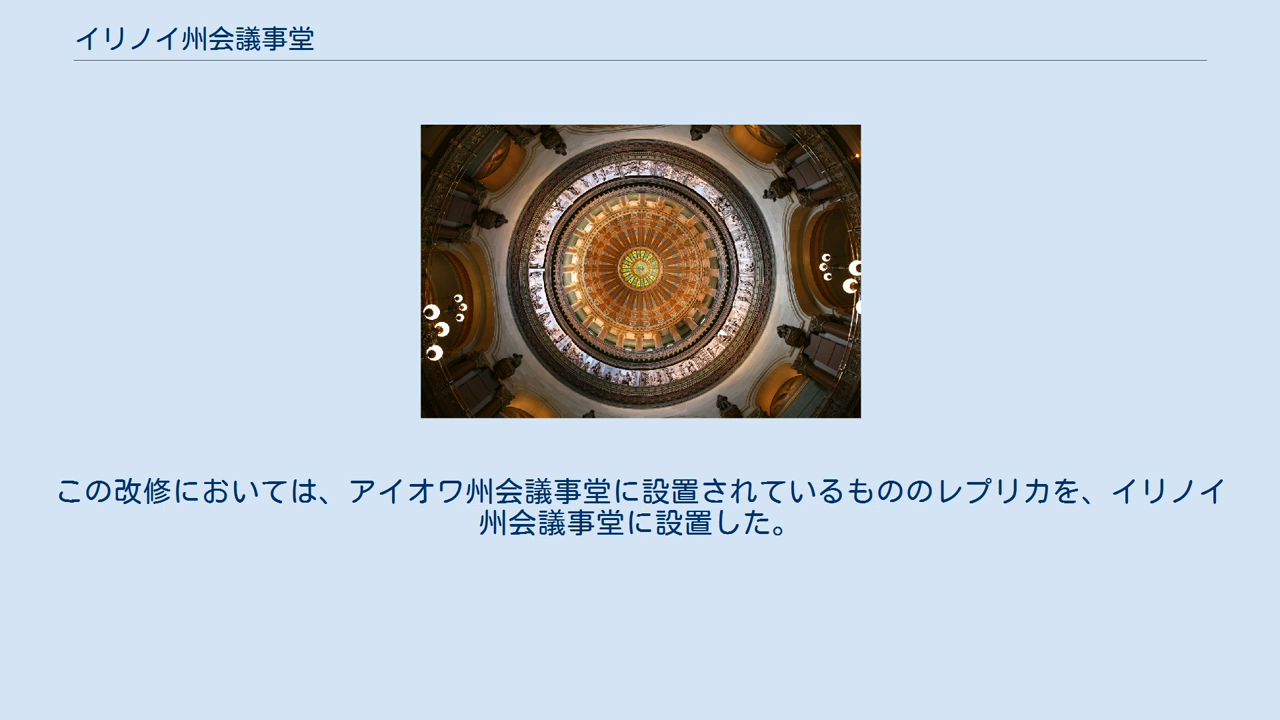 イリノイ州会議事堂
この改修においては、アイオワ州会議事堂に設置されているもののレプリカを、イリノイ
州会議事堂に設置した。